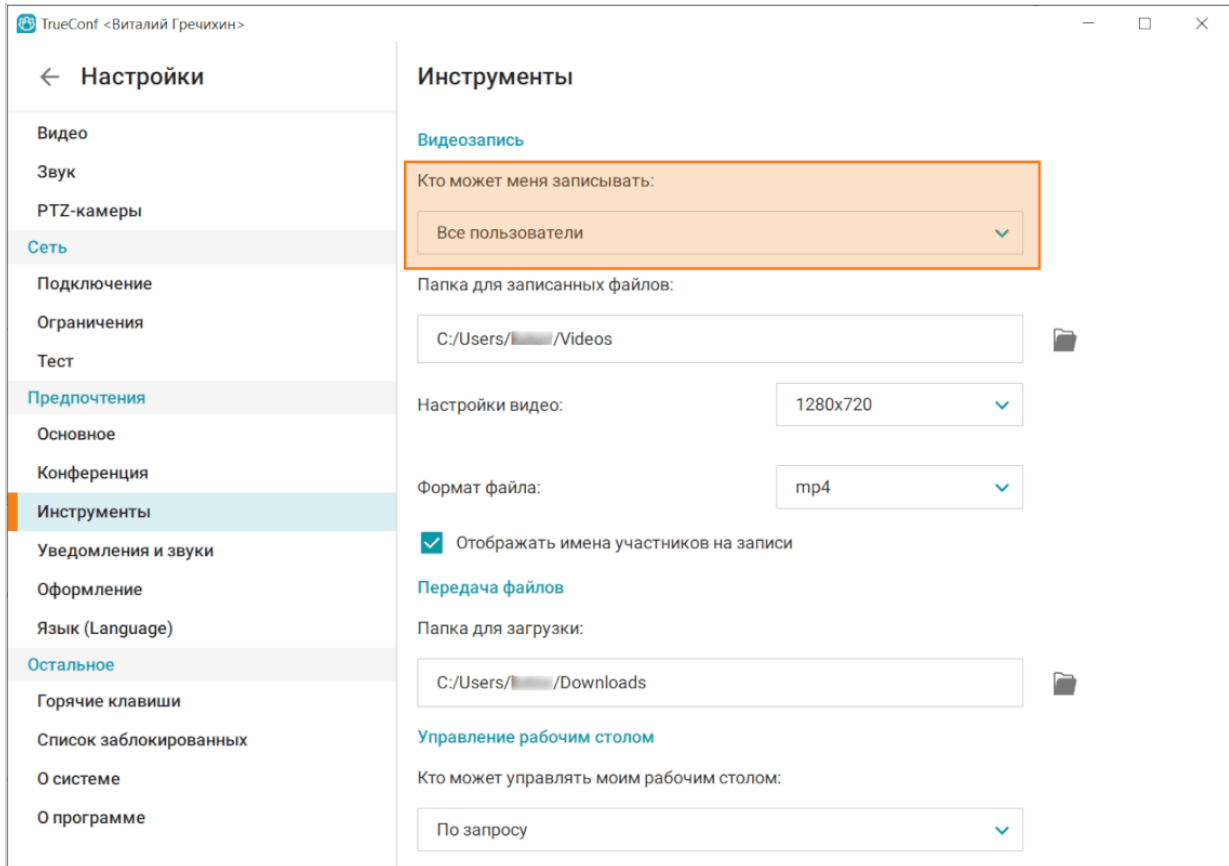 TrueConf <Виталий Гречихин>
Настройки
Видео
Звук
PTZ-камеры
Сеть
Подключение
Ограничения
Тест
Предпочтения
Основное
Конференция
Инструменты
Уведомления и звуки
Оформление
Язык (Language)
Остальное
Горячие клавиши
Список заблокированных
О системе
О программе
Инструменты
Видеозапись
Кто может меня записывать:
Все пользователи
Папка для записанных файлов:
C:/Users/ /Videos
Настройки видео: 1280x720
Формат файла: mp4
Отображать имена участников на записи
Передача файлов
Папка для загрузки:
C:/Users/ /Downloads
Управление рабочим столом
Кто может управлять моим рабочим столом:
По запросу